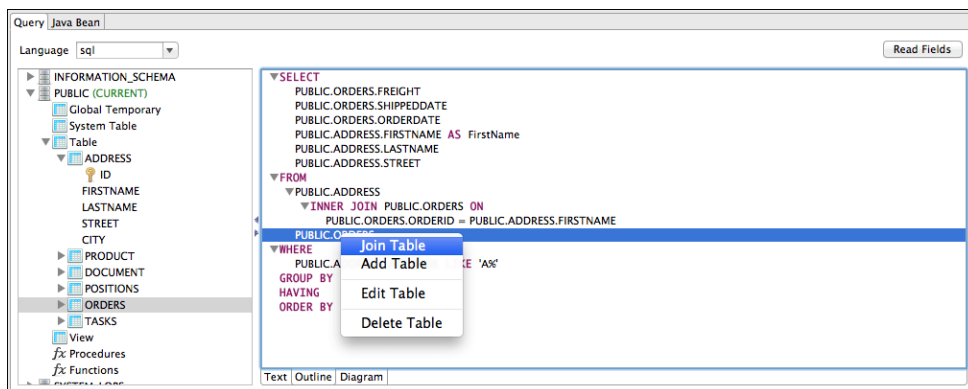 Query Java Bean
Language sql
Read Fields
INFORMATION_SCHEMA
PUBLIC (CURRENT)
Global Temporary
System Table
Table
ADDRESS
ID
FIRSTNAME
LASTNAME
STREET
CITY
PRODUCT
DOCUMENT
POSITIONS
ORDERS
TASKS
View
fx Procedures
fx Functions
SELECT
PUBLIC.ORDERS.FREIGHT
PUBLIC.ORDERS.SHIPPEDDATE
PUBLIC.ORDERS.ORDERDATE
PUBLIC.ADDRESS.FIRSTNAME AS FirstName
PUBLIC.ADDRESS.LASTNAME
PUBLIC.ADDRESS.STREET
FROM
PUBLIC.ADDRESS
INNER JOIN PUBLIC.ORDERS ON
PUBLIC.ORDERS.ORDERID = PUBLIC.ADDRESS.FIRSTNAME
PUBLIC.ORDERS
WHERE
PUBLIC.A 'A%'
GROUP BY
HAVING
ORDER BY
Join Table
Add Table
Edit Table
Delete Table
Text Outline Diagram